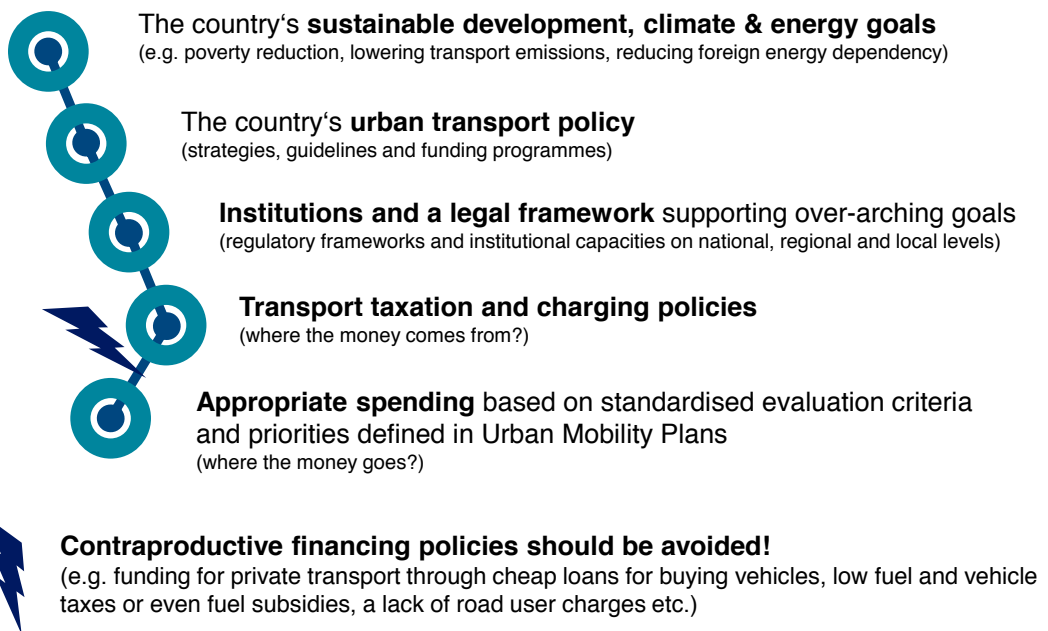 The country‘s sustainable development, climate & energy goals
(e.g. poverty reduction, lowering transport emissions, reducing foreign energy dependency)
The country‘s urban transport policy
(strategies, guidelines and funding programmes)
Institutions and a legal framework supporting over-arching goals
(regulatory frameworks and institutional capacities on national, regional and local levels)
Transport taxation and charging policies
(where the money comes from?)
Appropriate spending based on standardised evaluation criteria
and priorities defined in Urban Mobility Plans
(where the money goes?)
Contraproductive financing policies should be avoided!
(e.g. funding for private transport through cheap loans for buying vehicles, low fuel and vehicle
taxes or even fuel subsidies, a lack of road user charges etc.)